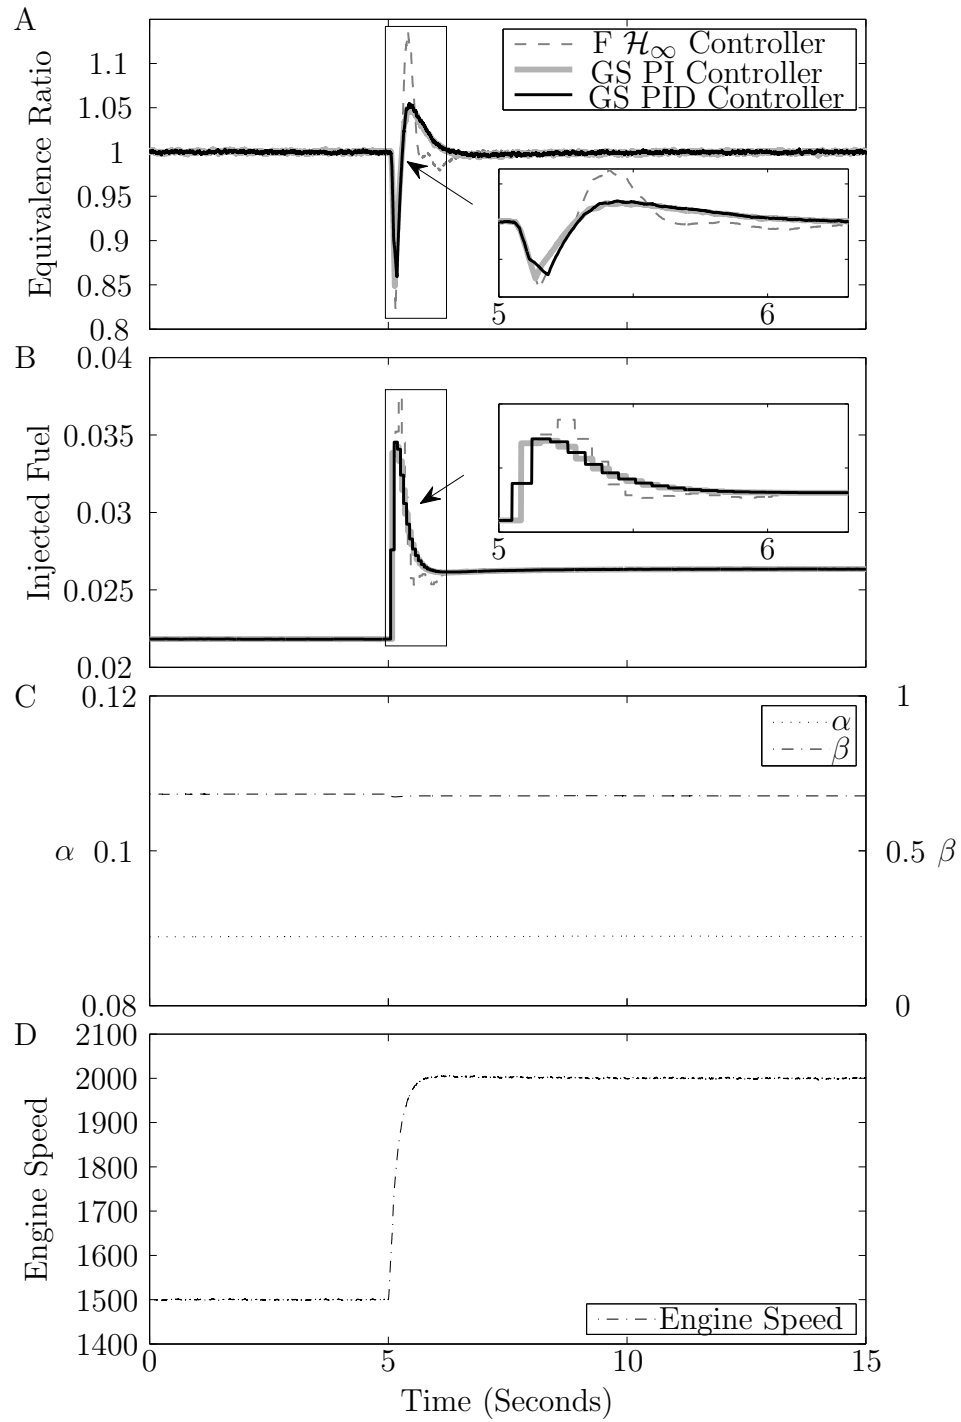 A
Equivalence Ratio
1.1
1.05
1
0.95
0.9
0.85
0.8
F ℋ∞ Controller
GS PI Controller
GS PID Controller
5
6
B
Injected Fuel
0.04
0.035
0.03
0.025
0.02
5
6
C
α
0.12
0.1
0.08
α
β
1
0.5
0
β
D
Engine Speed
2100
2000
1900
1800
1700
1600
1500
1400
Engine Speed
0
5
10
15
Time (Seconds)